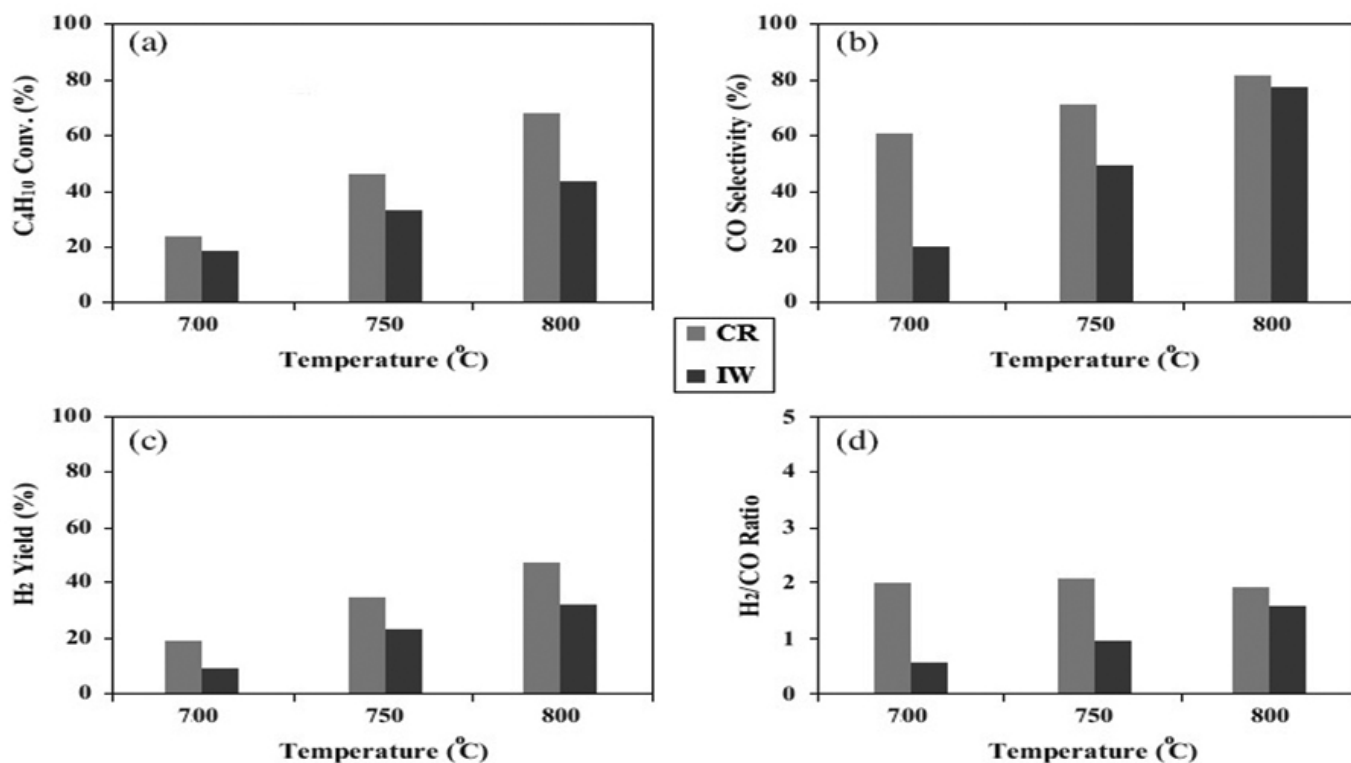 (a)
C₄H₁₀ Conv. (%)
100
80
60
40
20
0
700 750 800
Temperature (°C)
(b)
CO Selectivity (%)
100
80
60
40
20
0
700 750 800
Temperature (°C)
CR
IW
(c)
H₂ Yield (%)
100
80
60
40
20
0
700 750 800
Temperature (°C)
(d)
H₂/CO Ratio
5
4
3
2
1
0
700 750 800
Temperature (°C)